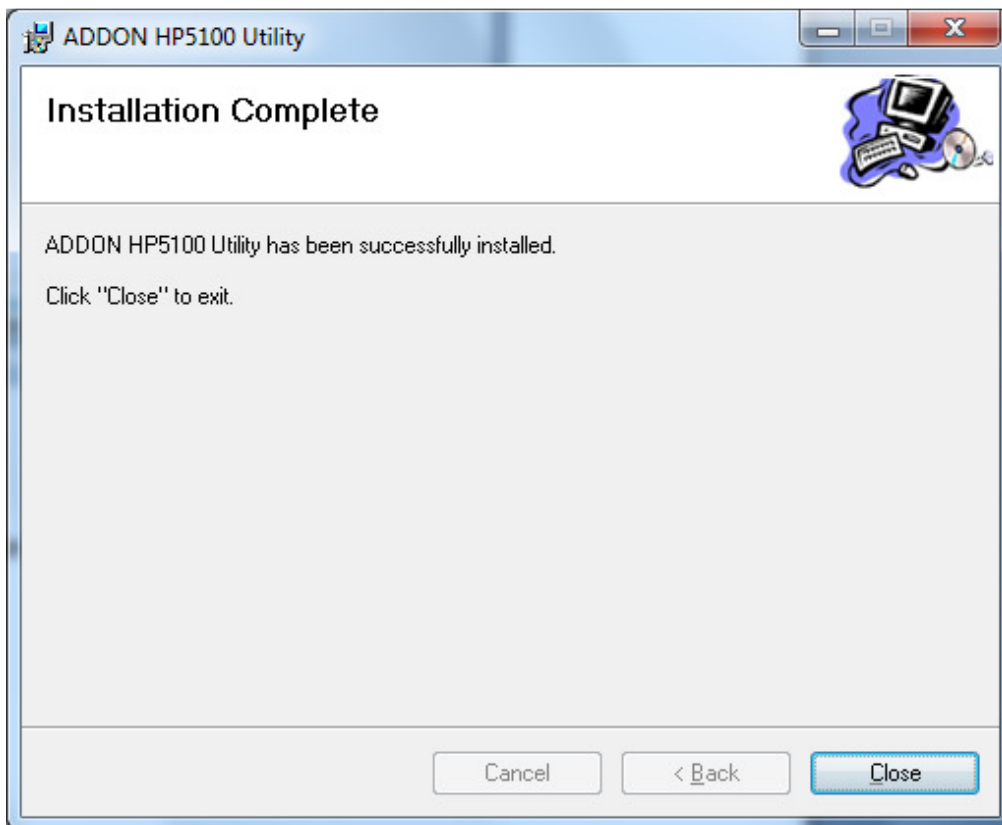 ADDON HP5100 Utility
Installation Complete
ADDON HP5100 Utility has been successfully installed.
Click "Close" to exit.
Cancel
< Back
Close